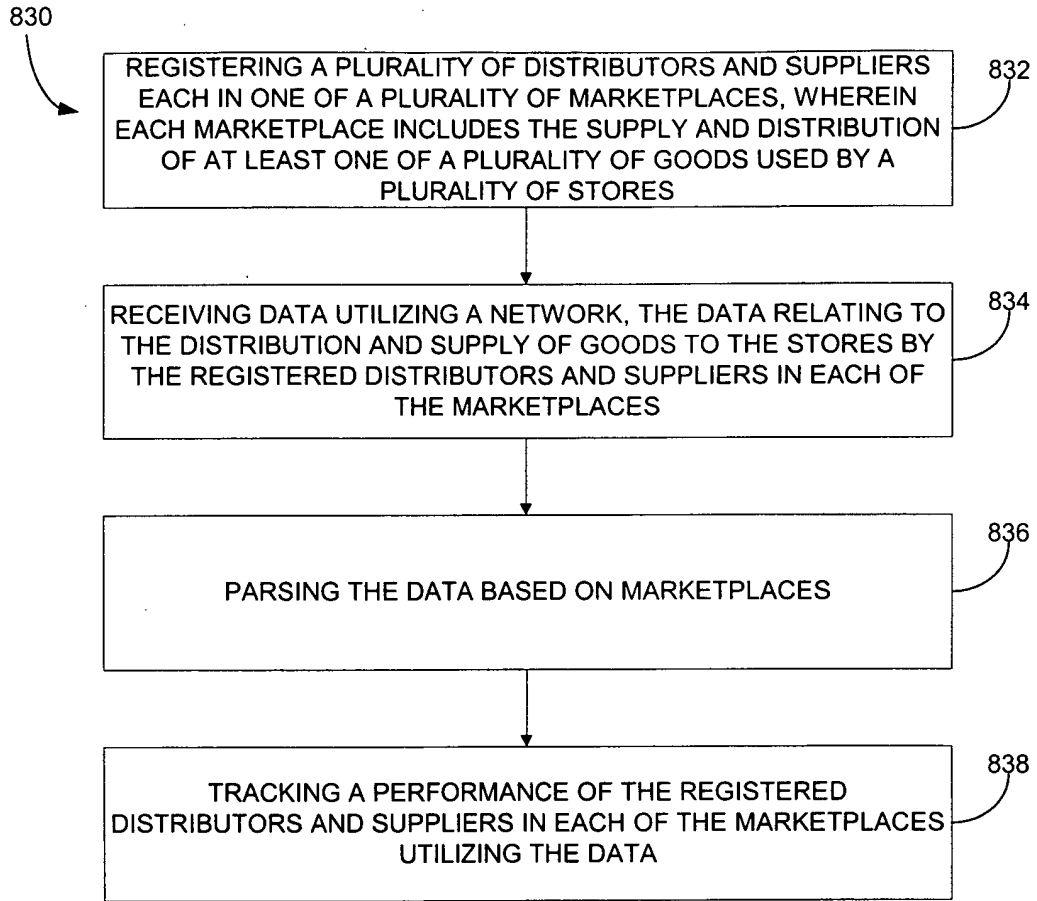 830
REGISTERING A PLURALITY OF DISTRIBUTORS AND SUPPLIERS
EACH IN ONE OF A PLURALITY OF MARKETPLACES, WHEREIN
EACH MARKETPLACE INCLUDES THE SUPPLY AND DISTRIBUTION
OF AT LEAST ONE OF A PLURALITY OF GOODS USED BY A
PLURALITY OF STORES
832
RECEIVING DATA UTILIZING A NETWORK, THE DATA RELATING TO
THE DISTRIBUTION AND SUPPLY OF GOODS TO THE STORES BY
THE REGISTERED DISTRIBUTORS AND SUPPLIERS IN EACH OF
THE MARKETPLACES
834
PARSING THE DATA BASED ON MARKETPLACES
836
TRACKING A PERFORMANCE OF THE REGISTERED
DISTRIBUTORS AND SUPPLIERS IN EACH OF THE MARKETPLACES
UTILIZING THE DATA
838